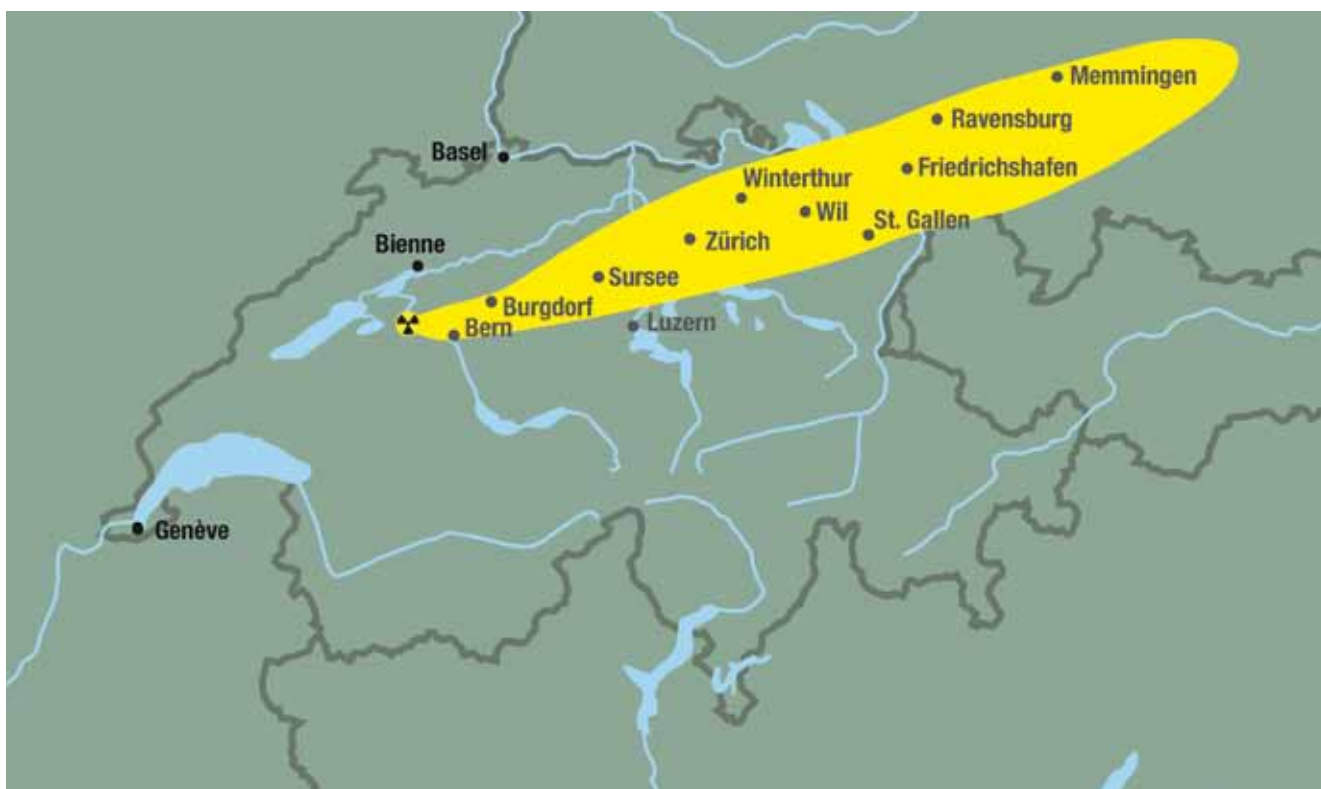 Memmingen
Ravensburg
Basel
Friedrichshafen
Winterthur
Wil
St. Gallen
Zürich
Bienne
Sursee
Burgdorf
Bern
Luzern
Genève